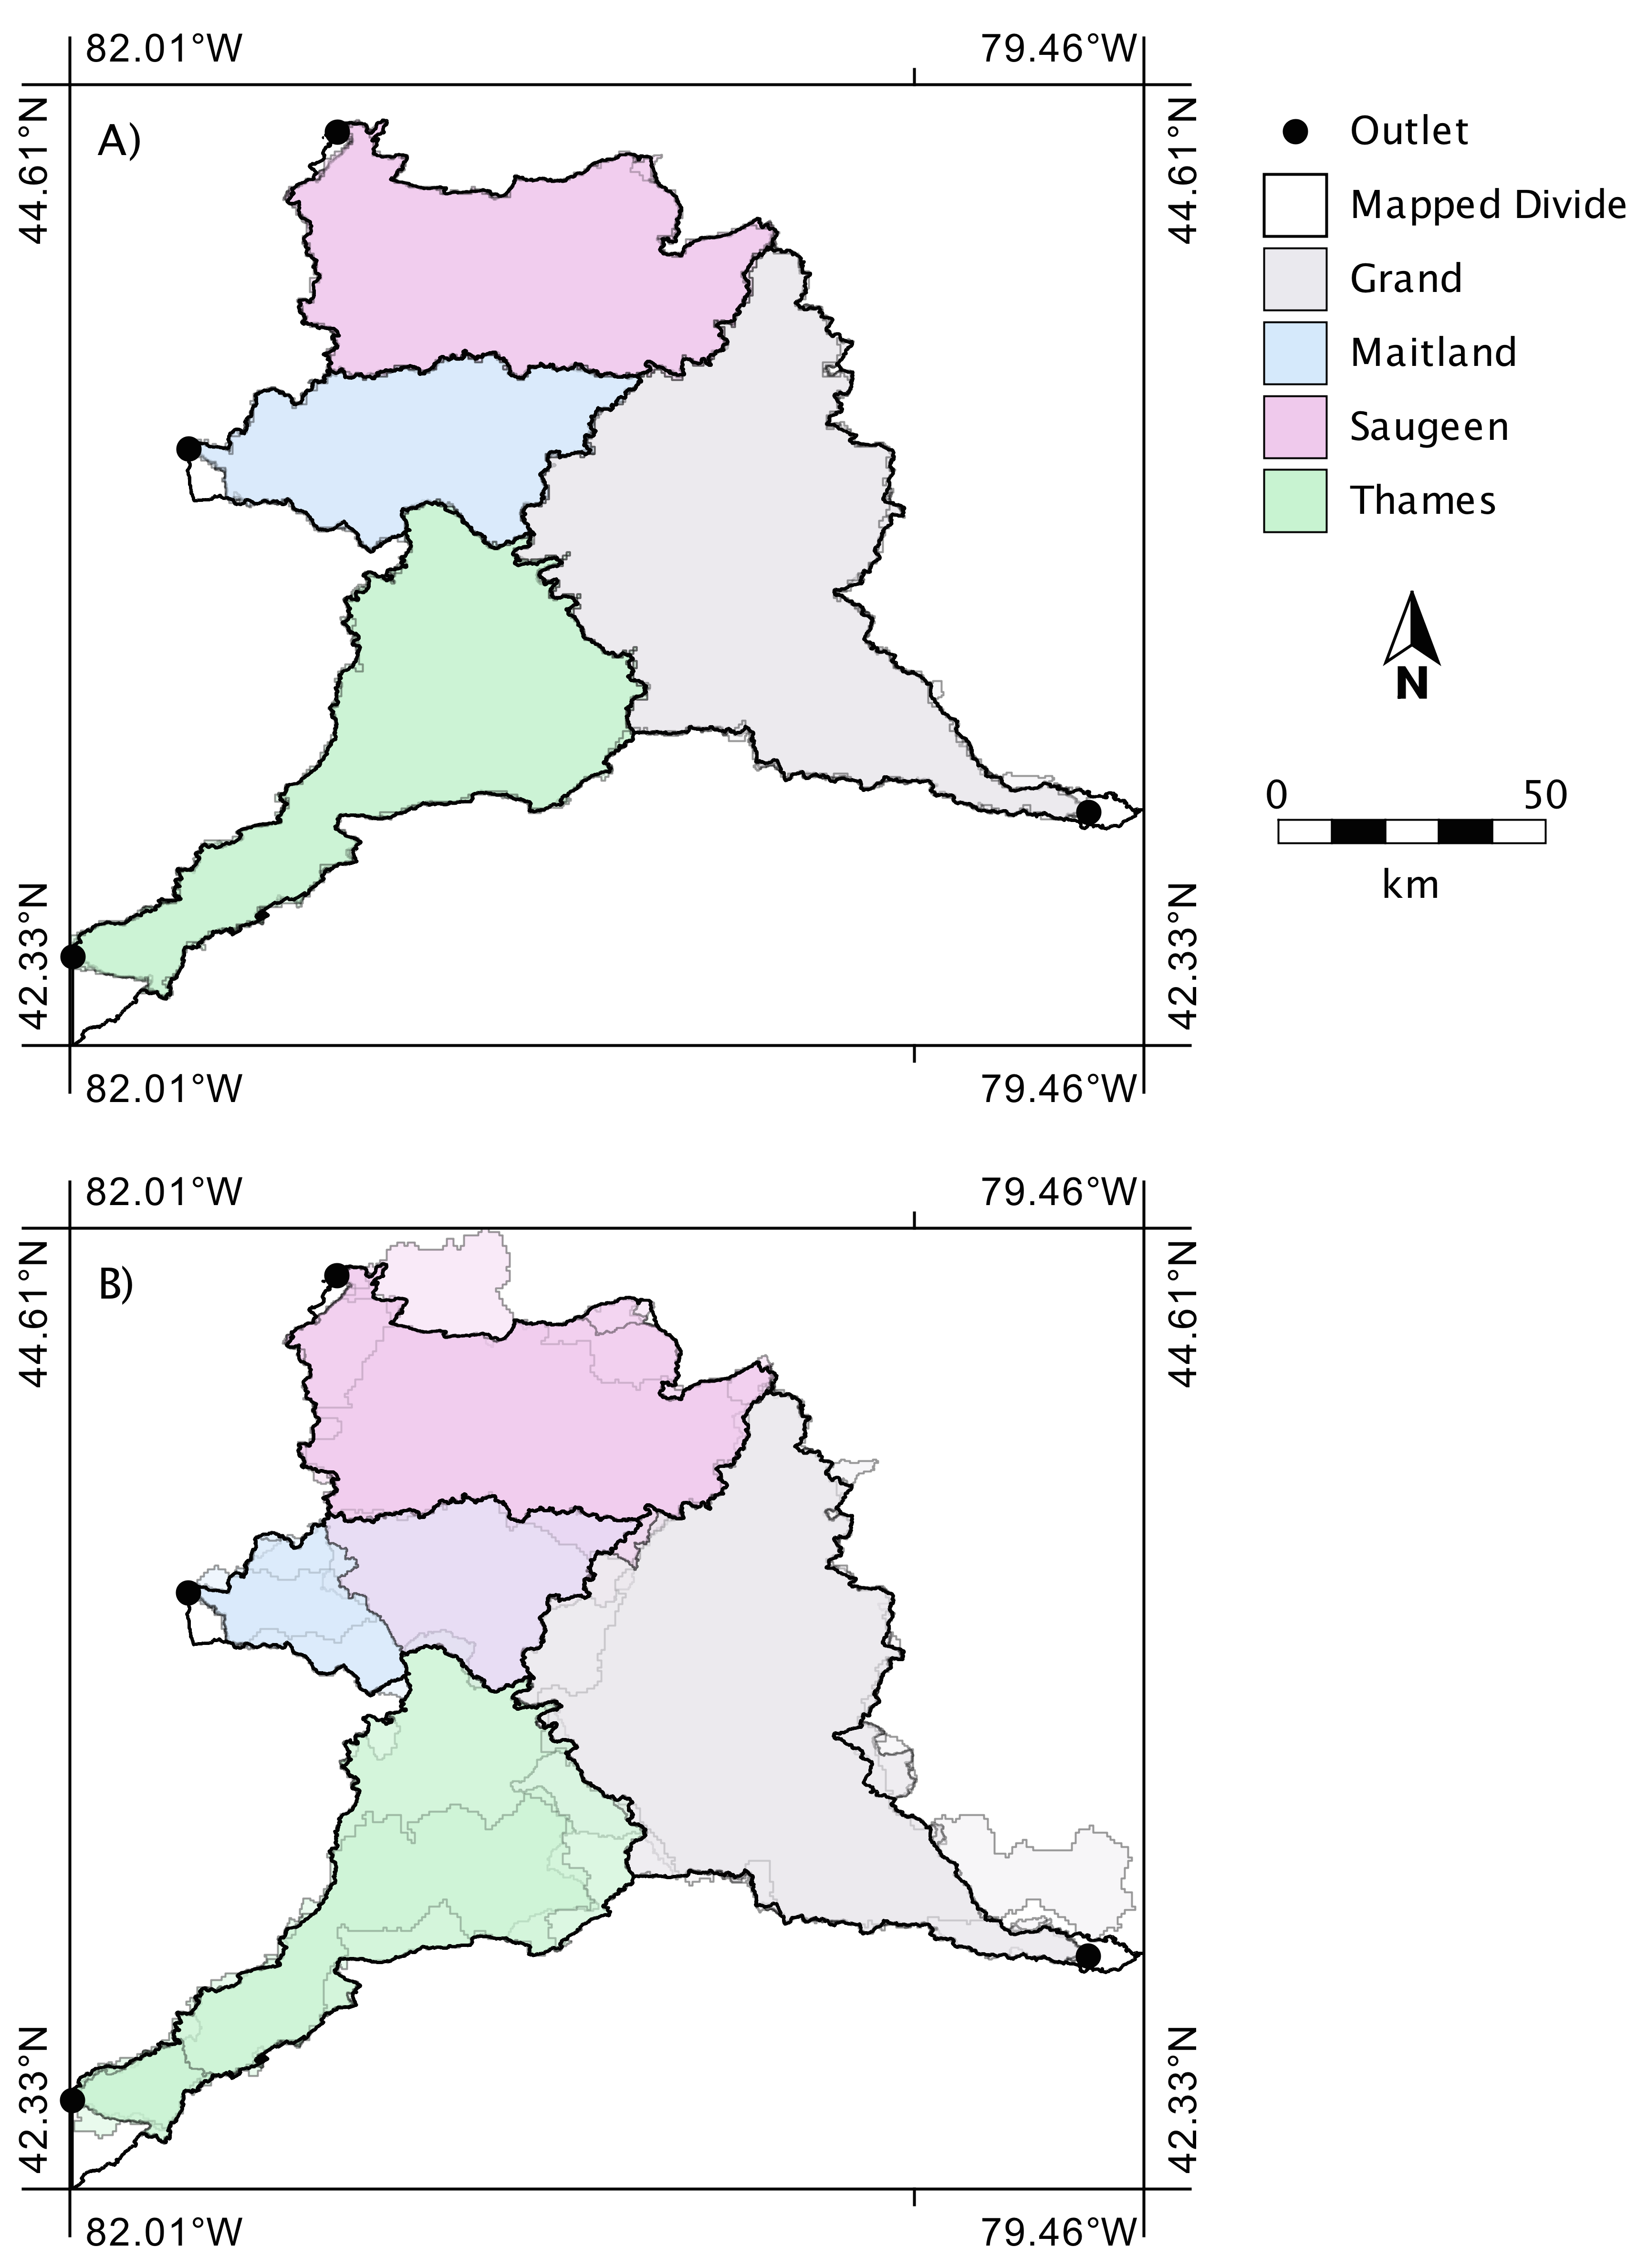 82.01°W 79.46°W
44.61°N 44.61°N
A)
Outlet
Mapped Divide
Grand
Maitland
Saugeen
Thames
N
0 50
km
42.33°N 42.33°N
82.01°W 79.46°W
82.01°W 79.46°W
44.61°N 44.61°N
B)
42.33°N 42.33°N
82.01°W 79.46°W